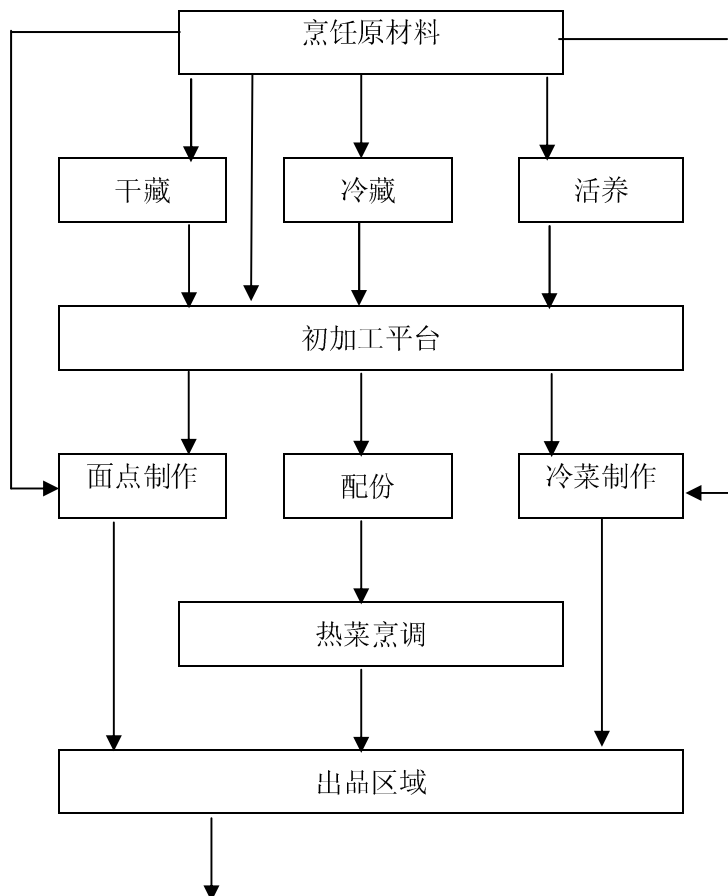 烹饪原材料
干藏
冷藏
活养
初加工平台
面点制作
配份
冷菜制作
热菜烹调
出品区域